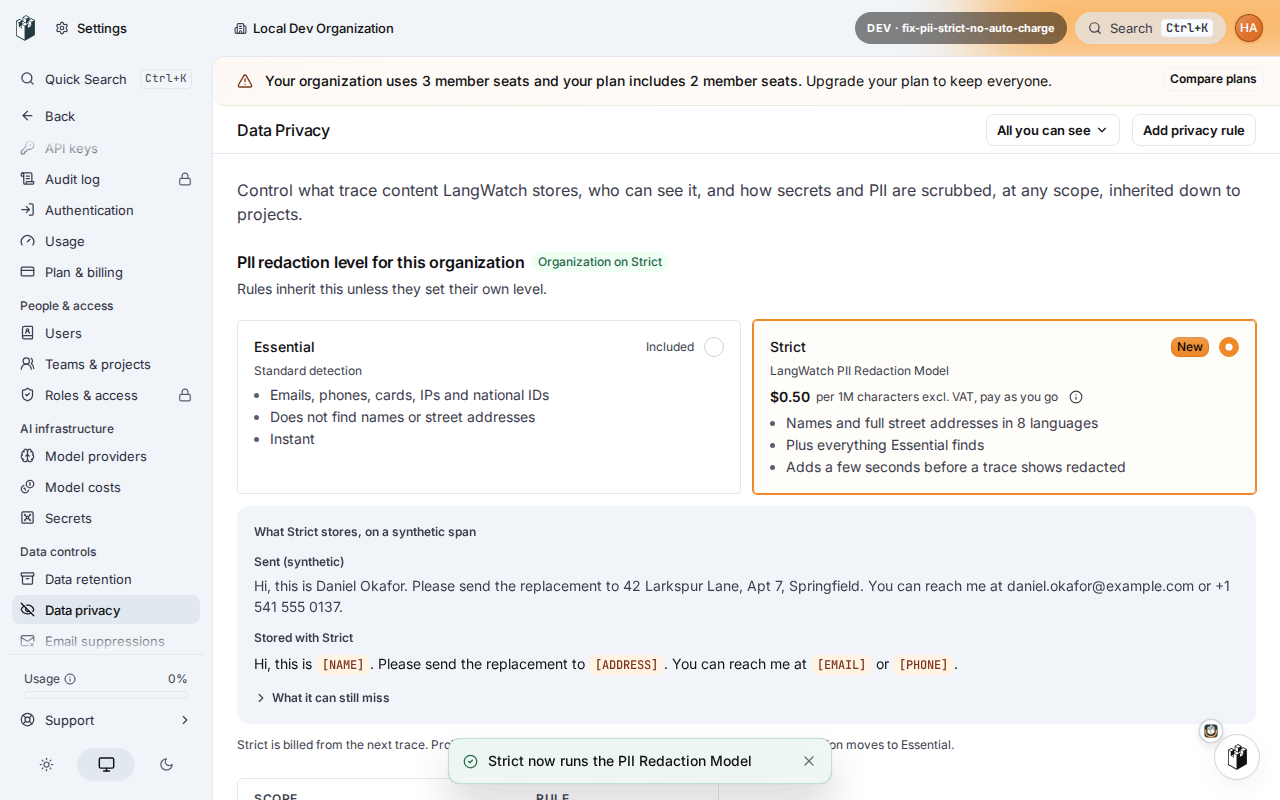 Settings
Local Dev Organization
DEV · fix-pii-strict-no-auto-charge
Search Ctrl+K
HA
Quick Search Ctrl+K
Back
API keys
Audit log
Authentication
Usage
Plan & billing
People & access
Users
Teams & projects
Roles & access
AI infrastructure
Model providers
Model costs
Secrets
Data controls
Data retention
Data privacy
Email suppressions
Usage 0%
Support
Your organization uses 3 member seats and your plan includes 2 member seats. Upgrade your plan to keep everyone.
Compare plans
Data Privacy
All you can see
Add privacy rule
Control what trace content LangWatch stores, who can see it, and how secrets and PII are scrubbed, at any scope, inherited down to
projects.
PII redaction level for this organization Organization on Strict
Rules inherit this unless they set their own level.
Essential Included
Standard detection
Emails, phones, cards, IPs and national IDs
Does not find names or street addresses
Instant
Strict New
LangWatch PII Redaction Model
$0.50 per 1M characters excl. VAT, pay as you go
Names and full street addresses in 8 languages
Plus everything Essential finds
Adds a few seconds before a trace shows redacted
What Strict stores, on a synthetic span
Sent (synthetic)
Hi, this is Daniel Okafor. Please send the replacement to 42 Larkspur Lane, Apt 7, Springfield. You can reach me at daniel.okafor@example.com or +1
541 555 0137.
Stored with Strict
Hi, this is [NAME]. Please send the replacement to [ADDRESS]. You can reach me at [EMAIL] or [PHONE].
What it can still miss
Strict is billed from the next trace. moves to Essential.
Strict now runs the PII Redaction Model
SCOPE RULE